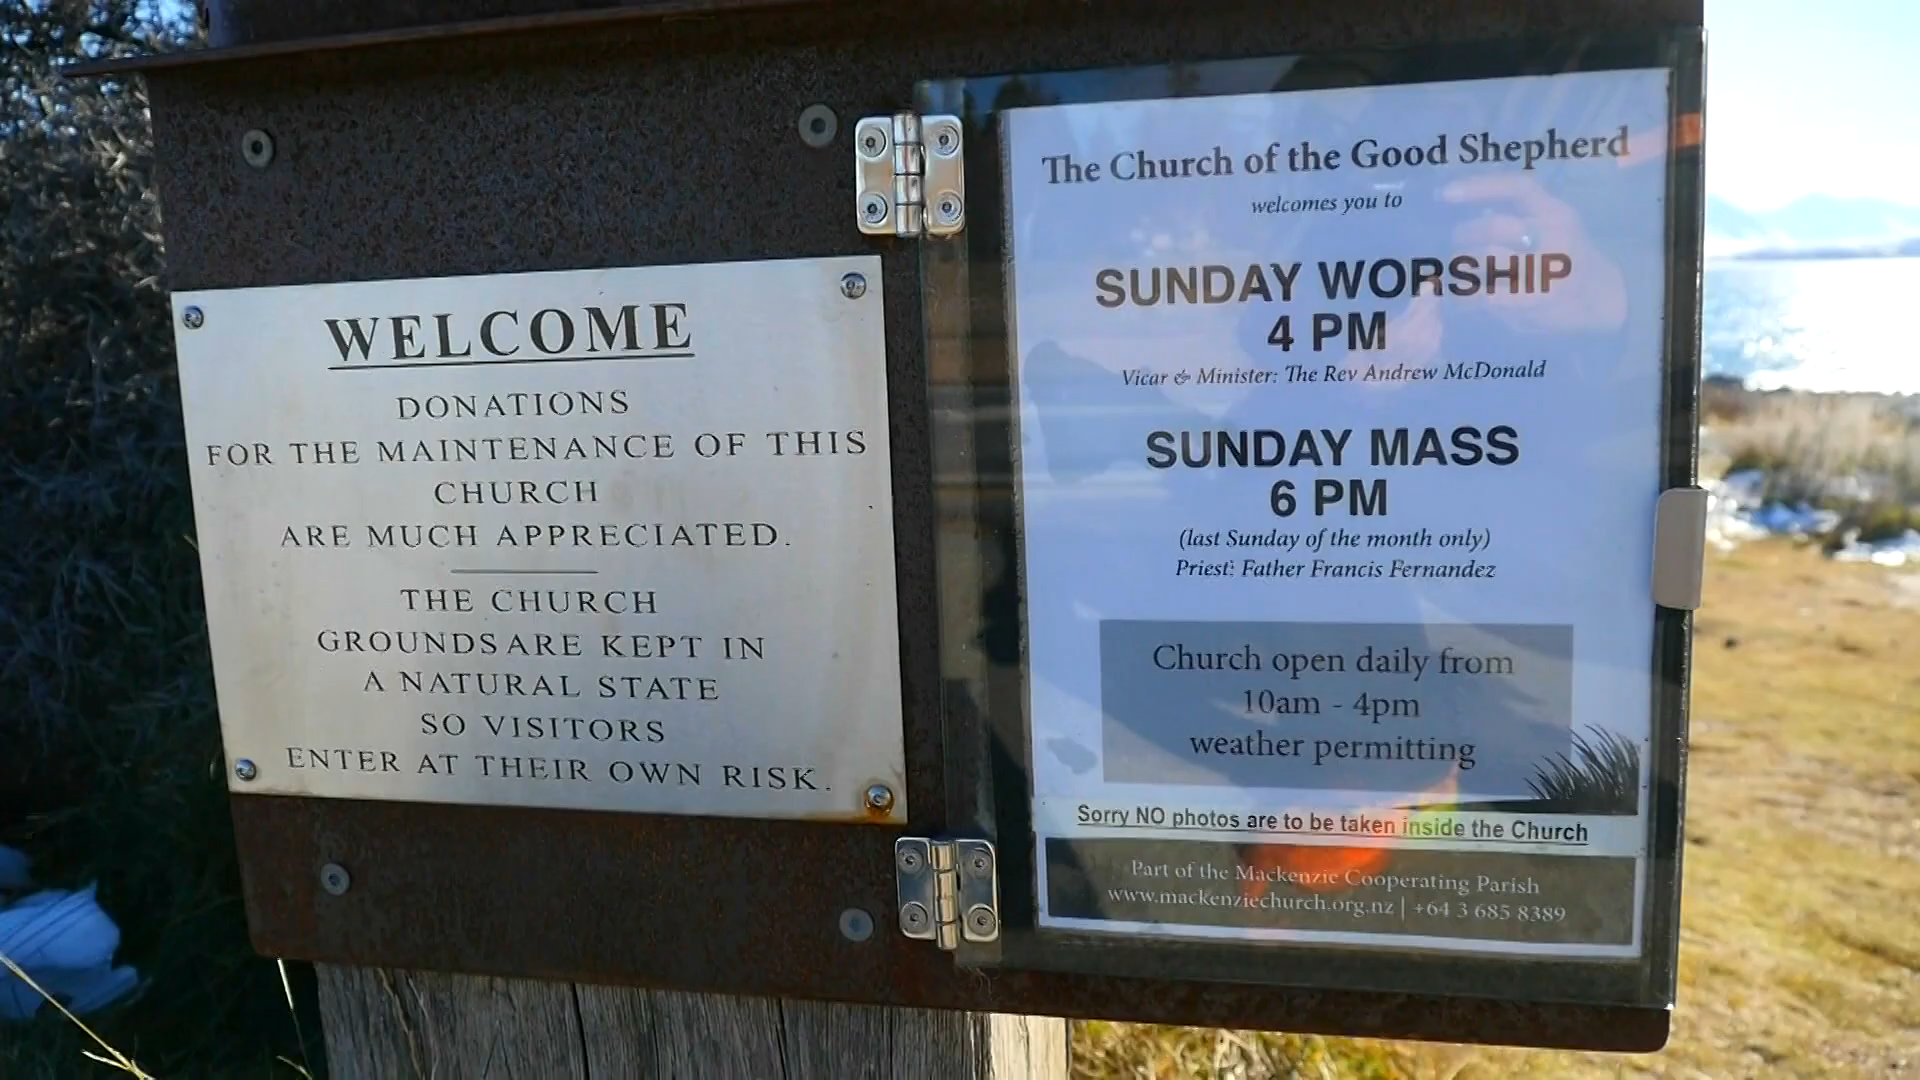 WELCOME
DONATIONS
FOR THE MAINTENANCE OF THIS
CHURCH
ARE MUCH APPRECIATED.
THE CHURCH
GROUNDS ARE KEPT IN
A NATURAL STATE
SO VISITORS
ENTER AT THEIR OWN RISK.
The Church of the Good Shepherd
welcomes you to
SUNDAY WORSHIP
4 PM
Vicar & Minister: The Rev Andrew McDonald
SUNDAY MASS
6 PM
(last Sunday of the month only)
Priest: Father Francis Fernandez
Church open daily from
10am - 4pm
weather permitting
Sorry NO photos are to be taken inside the Church
Part of the Mackenzie Cooperating Parish
www.mackenziechurch.org.nz | +64 3 685 8389